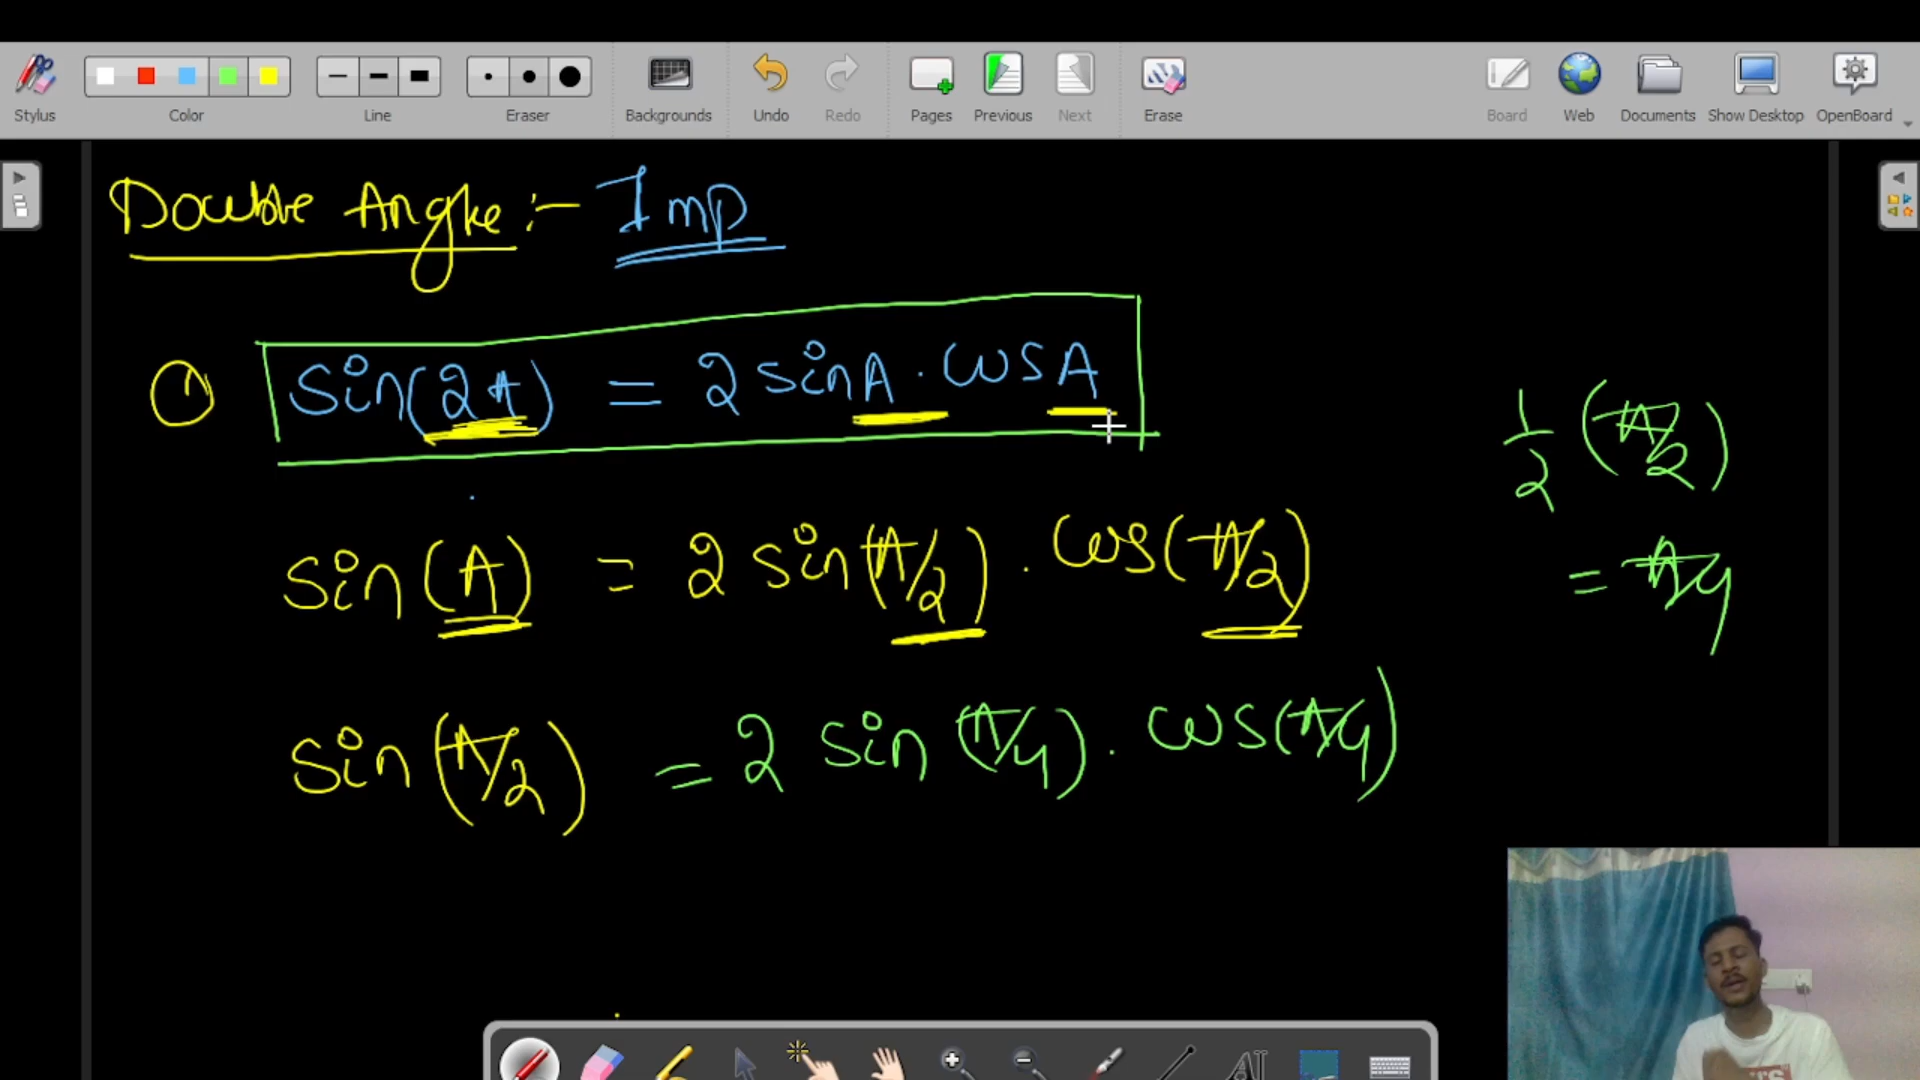 Stylus Color Line Eraser Backgrounds Undo Redo Pages Previous Next Erase Board Web Documents Show Desktop OpenBoard
Double Angle :- Imp
1 Sin(2A) = 2 sinA · cosA
1/2 (A/2)
= A/4
Sin(A) = 2 sin(A/2) · cos(A/2)
Sin(A/2) = 2 sin(A/4) · cos(A/4)